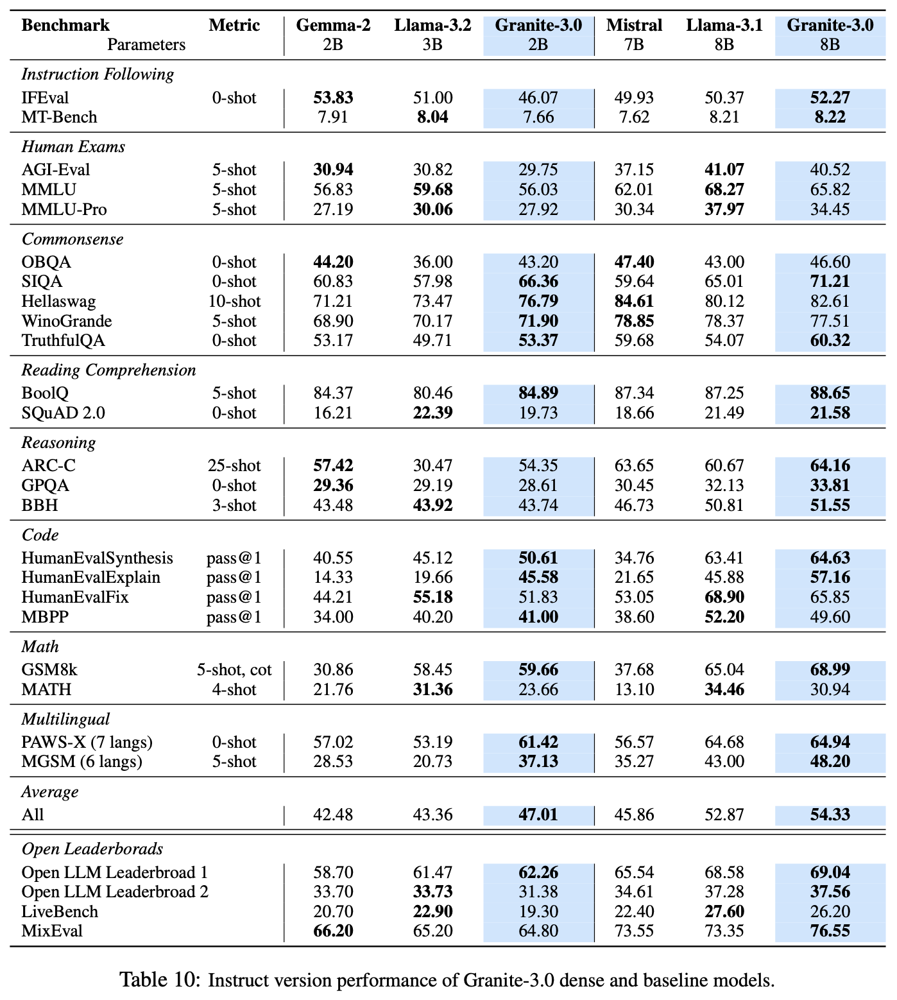 Benchmark Metric Gemma-2 Llama-3.2 Granite-3.0 Mistral Llama-3.1 Granite-3.0
Parameters 2B 3B 2B 7B 8B 8B
Instruction Following
IFEval 0-shot 53.83 51.00 46.07 49.93 50.37 52.27
MT-Bench 7.91 8.04 7.66 7.62 8.21 8.22
Human Exams
AGI-Eval 5-shot 30.94 30.82 29.75 37.15 41.07 40.52
MMLU 5-shot 56.83 59.68 56.03 62.01 68.27 65.82
MMLU-Pro 5-shot 27.19 30.06 27.92 30.34 37.97 34.45
Commonsense
OBQA 0-shot 44.20 36.00 43.20 47.40 43.00 46.60
SIQA 0-shot 60.83 57.98 66.36 59.64 65.01 71.21
Hellaswag 10-shot 71.21 73.47 76.79 84.61 80.12 82.61
WinoGrande 5-shot 68.90 70.17 71.90 78.85 78.37 77.51
TruthfulQA 0-shot 53.17 49.71 53.37 59.68 54.07 60.32
Reading Comprehension
BoolQ 5-shot 84.37 80.46 84.89 87.34 87.25 88.65
SQuAD 2.0 0-shot 16.21 22.39 19.73 18.66 21.49 21.58
Reasoning
ARC-C 25-shot 57.42 30.47 54.35 63.65 60.67 64.16
GPQA 0-shot 29.36 29.19 28.61 30.45 32.13 33.81
BBH 3-shot 43.48 43.92 43.74 46.73 50.81 51.55
Code
HumanEvalSynthesis pass@1 40.55 45.12 50.61 34.76 63.41 64.63
HumanEvalExplain pass@1 14.33 19.66 45.58 21.65 45.88 57.16
HumanEvalFix pass@1 44.21 55.18 51.83 53.05 68.90 65.85
MBPP pass@1 34.00 40.20 41.00 38.60 52.20 49.60
Math
GSM8k 5-shot, cot 30.86 58.45 59.66 37.68 65.04 68.99
MATH 4-shot 21.76 31.36 23.66 13.10 34.46 30.94
Multilingual
PAWS-X (7 langs) 0-shot 57.02 53.19 61.42 56.57 64.68 64.94
MGSM (6 langs) 5-shot 28.53 20.73 37.13 35.27 43.00 48.20
Average
All 42.48 43.36 47.01 45.86 52.87 54.33
Open Leaderborads
Open LLM Leaderbroad 1 58.70 61.47 62.26 65.54 68.58 69.04
Open LLM Leaderbroad 2 33.70 33.73 31.38 34.61 37.28 37.56
LiveBench 20.70 22.90 19.30 22.40 27.60 26.20
MixEval 66.20 65.20 64.80 73.55 73.35 76.55
Table 10: Instruct version performance of Granite-3.0 dense and baseline models.